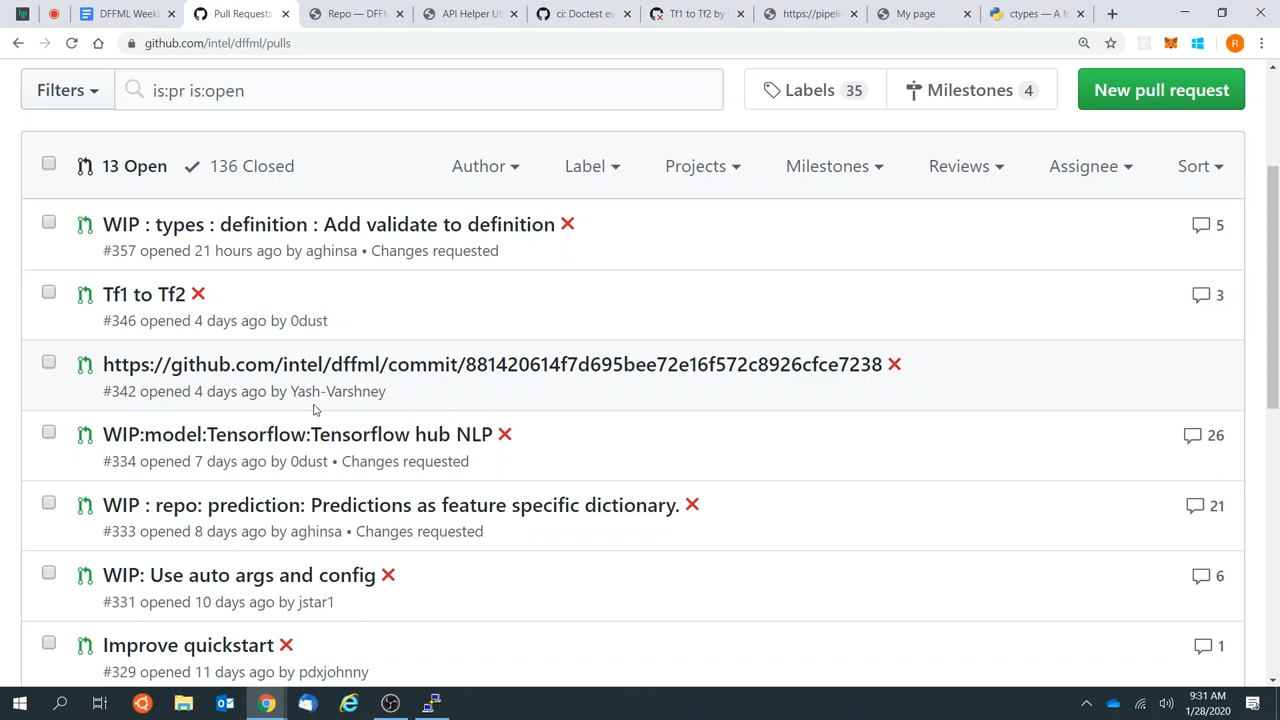 DFFML Weekl
Pull Requests
Repo — DFFM
API Helper Ut
ci: Doctest ev
Tf1 to Tf2 by
https://pipeli
My page
ctypes — A fo
github.com/intel/dffml/pulls
R
Filters
is:pr is:open
Labels 35
Milestones 4
New pull request
13 Open
136 Closed
Author
Label
Projects
Milestones
Reviews
Assignee
Sort
WIP : types : definition : Add validate to definition
5
#357 opened 21 hours ago by aghinsa • Changes requested
Tf1 to Tf2
3
#346 opened 4 days ago by 0dust
https://github.com/intel/dffml/commit/881420614f7d695bee72e16f572c8926cfce7238
#342 opened 4 days ago by Yash-Varshney
WIP:model:Tensorflow:Tensorflow hub NLP
26
#334 opened 7 days ago by 0dust • Changes requested
WIP : repo: prediction: Predictions as feature specific dictionary.
21
#333 opened 8 days ago by aghinsa • Changes requested
WIP: Use auto args and config
6
#331 opened 10 days ago by jstar1
Improve quickstart
1
#329 opened 11 days ago by pdxjohnny
9:31 AM
1/28/2020